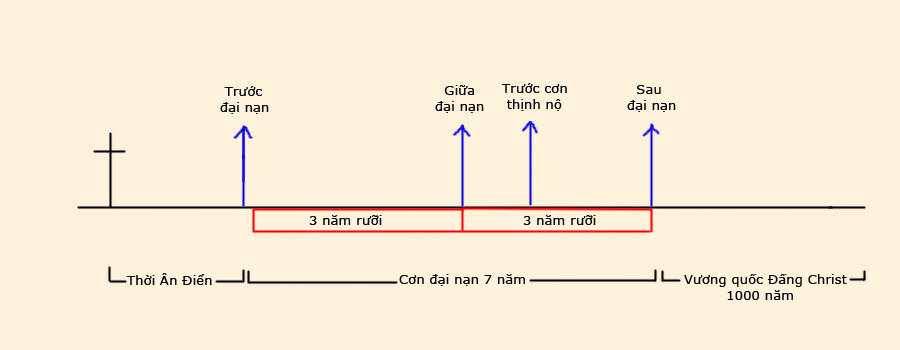 Trước
đại nạn
Giữa
đại nạn
Trước cơn
thịnh nộ
Sau
đại nạn
3 năm rưỡi
3 năm rưỡi
Thời Ân Điển
Cơn đại nạn 7 năm
Vương quốc Đấng Christ
1000 năm